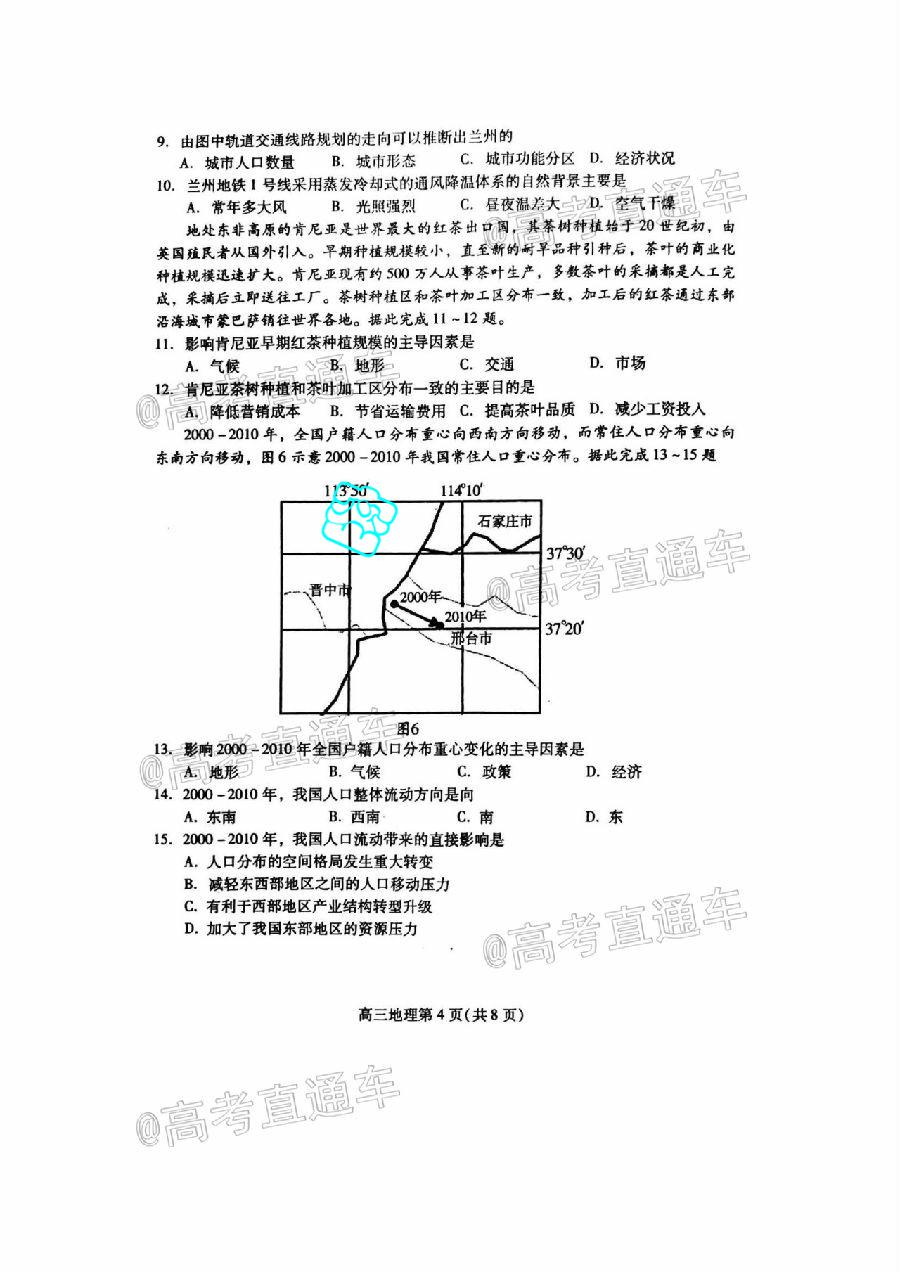 9. 由图中轨道交通线路规划的走向可以推断出兰州的
A. 城市人口数量 B. 城市形态 C. 城市功能分区 D. 经济状况
10. 兰州地铁1号线采用蒸发冷却式的通风降温体系的自然背景主要是
A. 常年多大风 B. 光照强烈 C. 昼夜温差大 D. 空气干燥
地处东非高原的肯尼亚是世界最大的红茶出口国，其茶树种植始于20世纪初，由
英国殖民者从国外引入。早期种植规模较小，直至新的耐旱品种引种后，茶叶的商业化
种植规模迅速扩大。肯尼亚现有约500万人从事茶叶生产，多数茶叶的采摘都是人工完
成，采摘后立即送往工厂。茶树种植区和茶叶加工区分布一致，加工后的红茶通过东部
沿海城市蒙巴萨销往世界各地。据此完成11～12题。
11. 影响肯尼亚早期红茶种植规模的主导因素是
A. 气候 B. 地形 C. 交通 D. 市场
12. 肯尼亚茶树种植和茶叶加工区分布一致的主要目的是
A. 降低营销成本 B. 节省运输费用 C. 提高茶叶品质 D. 减少工资投入
2000－2010年，全国户籍人口分布重心向西南方向移动，而常住人口分布重心向
东南方向移动，图6示意2000－2010年我国常住人口重心分布。据此完成13～15题
113°50′ 114°10′
石家庄市
37°30′
晋中市
2000年
2010年
37°20′
邢台市
图6
13. 影响2000－2010年全国户籍人口分布重心变化的主导因素是
A. 地形 B. 气候 C. 政策 D. 经济
14. 2000－2010年，我国人口整体流动方向是向
A. 东南 B. 西南 C. 南 D. 东
15. 2000－2010年，我国人口流动带来的直接影响是
A. 人口分布的空间格局发生重大转变
B. 减轻东西部地区之间的人口移动压力
C. 有利于西部地区产业结构转型升级
D. 加大了我国东部地区的资源压力
高三地理第4页(共8页)
@高考直通车
@高考直通车
@高考直通车
@高考直通车
@高考直通车
@高考直通车